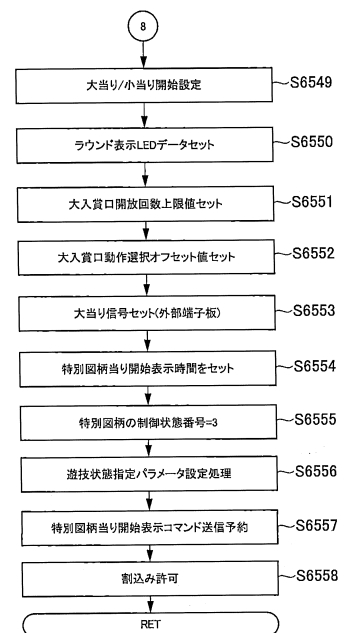 8
大当り/小当り開始設定 S6549
ラウンド表示LEDデータセット S6550
大入賞口開放回数上限値セット S6551
大入賞口動作選択オフセット値セット S6552
大当り信号セット(外部端子板) S6553
特別図柄当り開始表示時間をセット S6554
特別図柄の制御状態番号=3 S6555
遊技状態指定パラメータ設定処理 S6556
特別図柄当り開始表示コマンド送信予約 S6557
割込み許可 S6558
RET